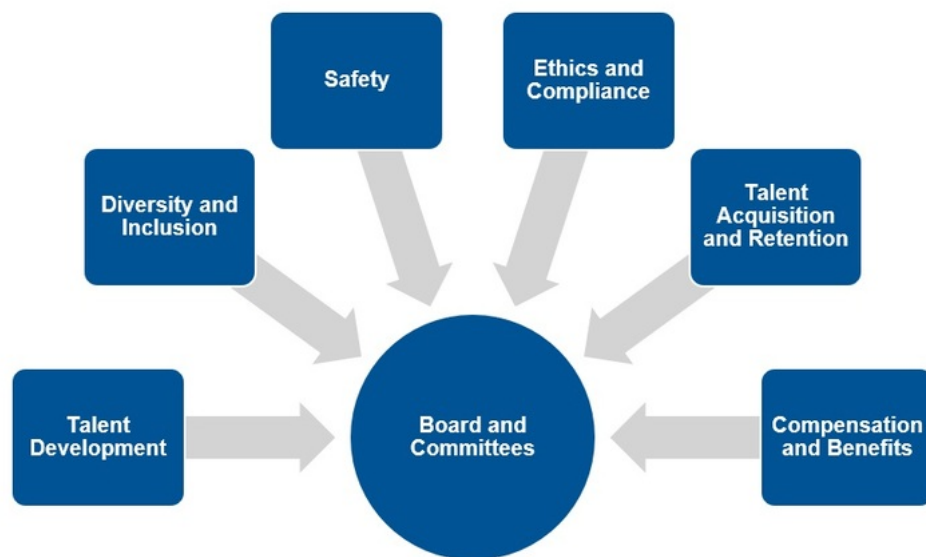 Safety
Ethics and
Compliance
Diversity and
Inclusion
Talent
Acquisition
and Retention
Talent
Development
Board and
Committees
Compensation
and Benefits